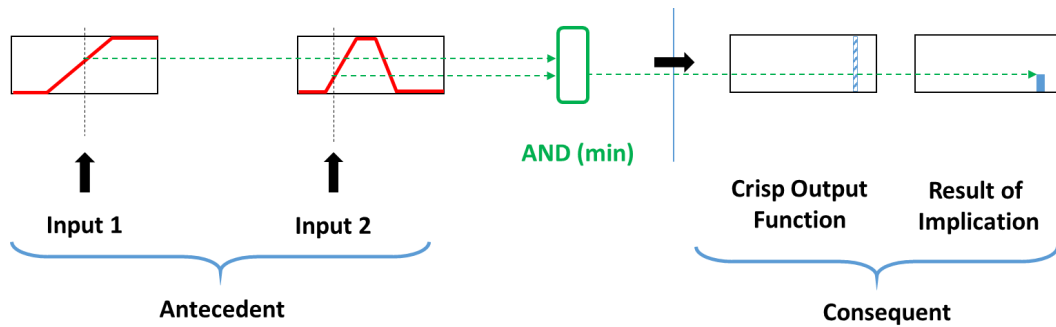 AND (min)
Input 1
Input 2
Crisp Output
Function
Result of
Implication
Antecedent
Consequent